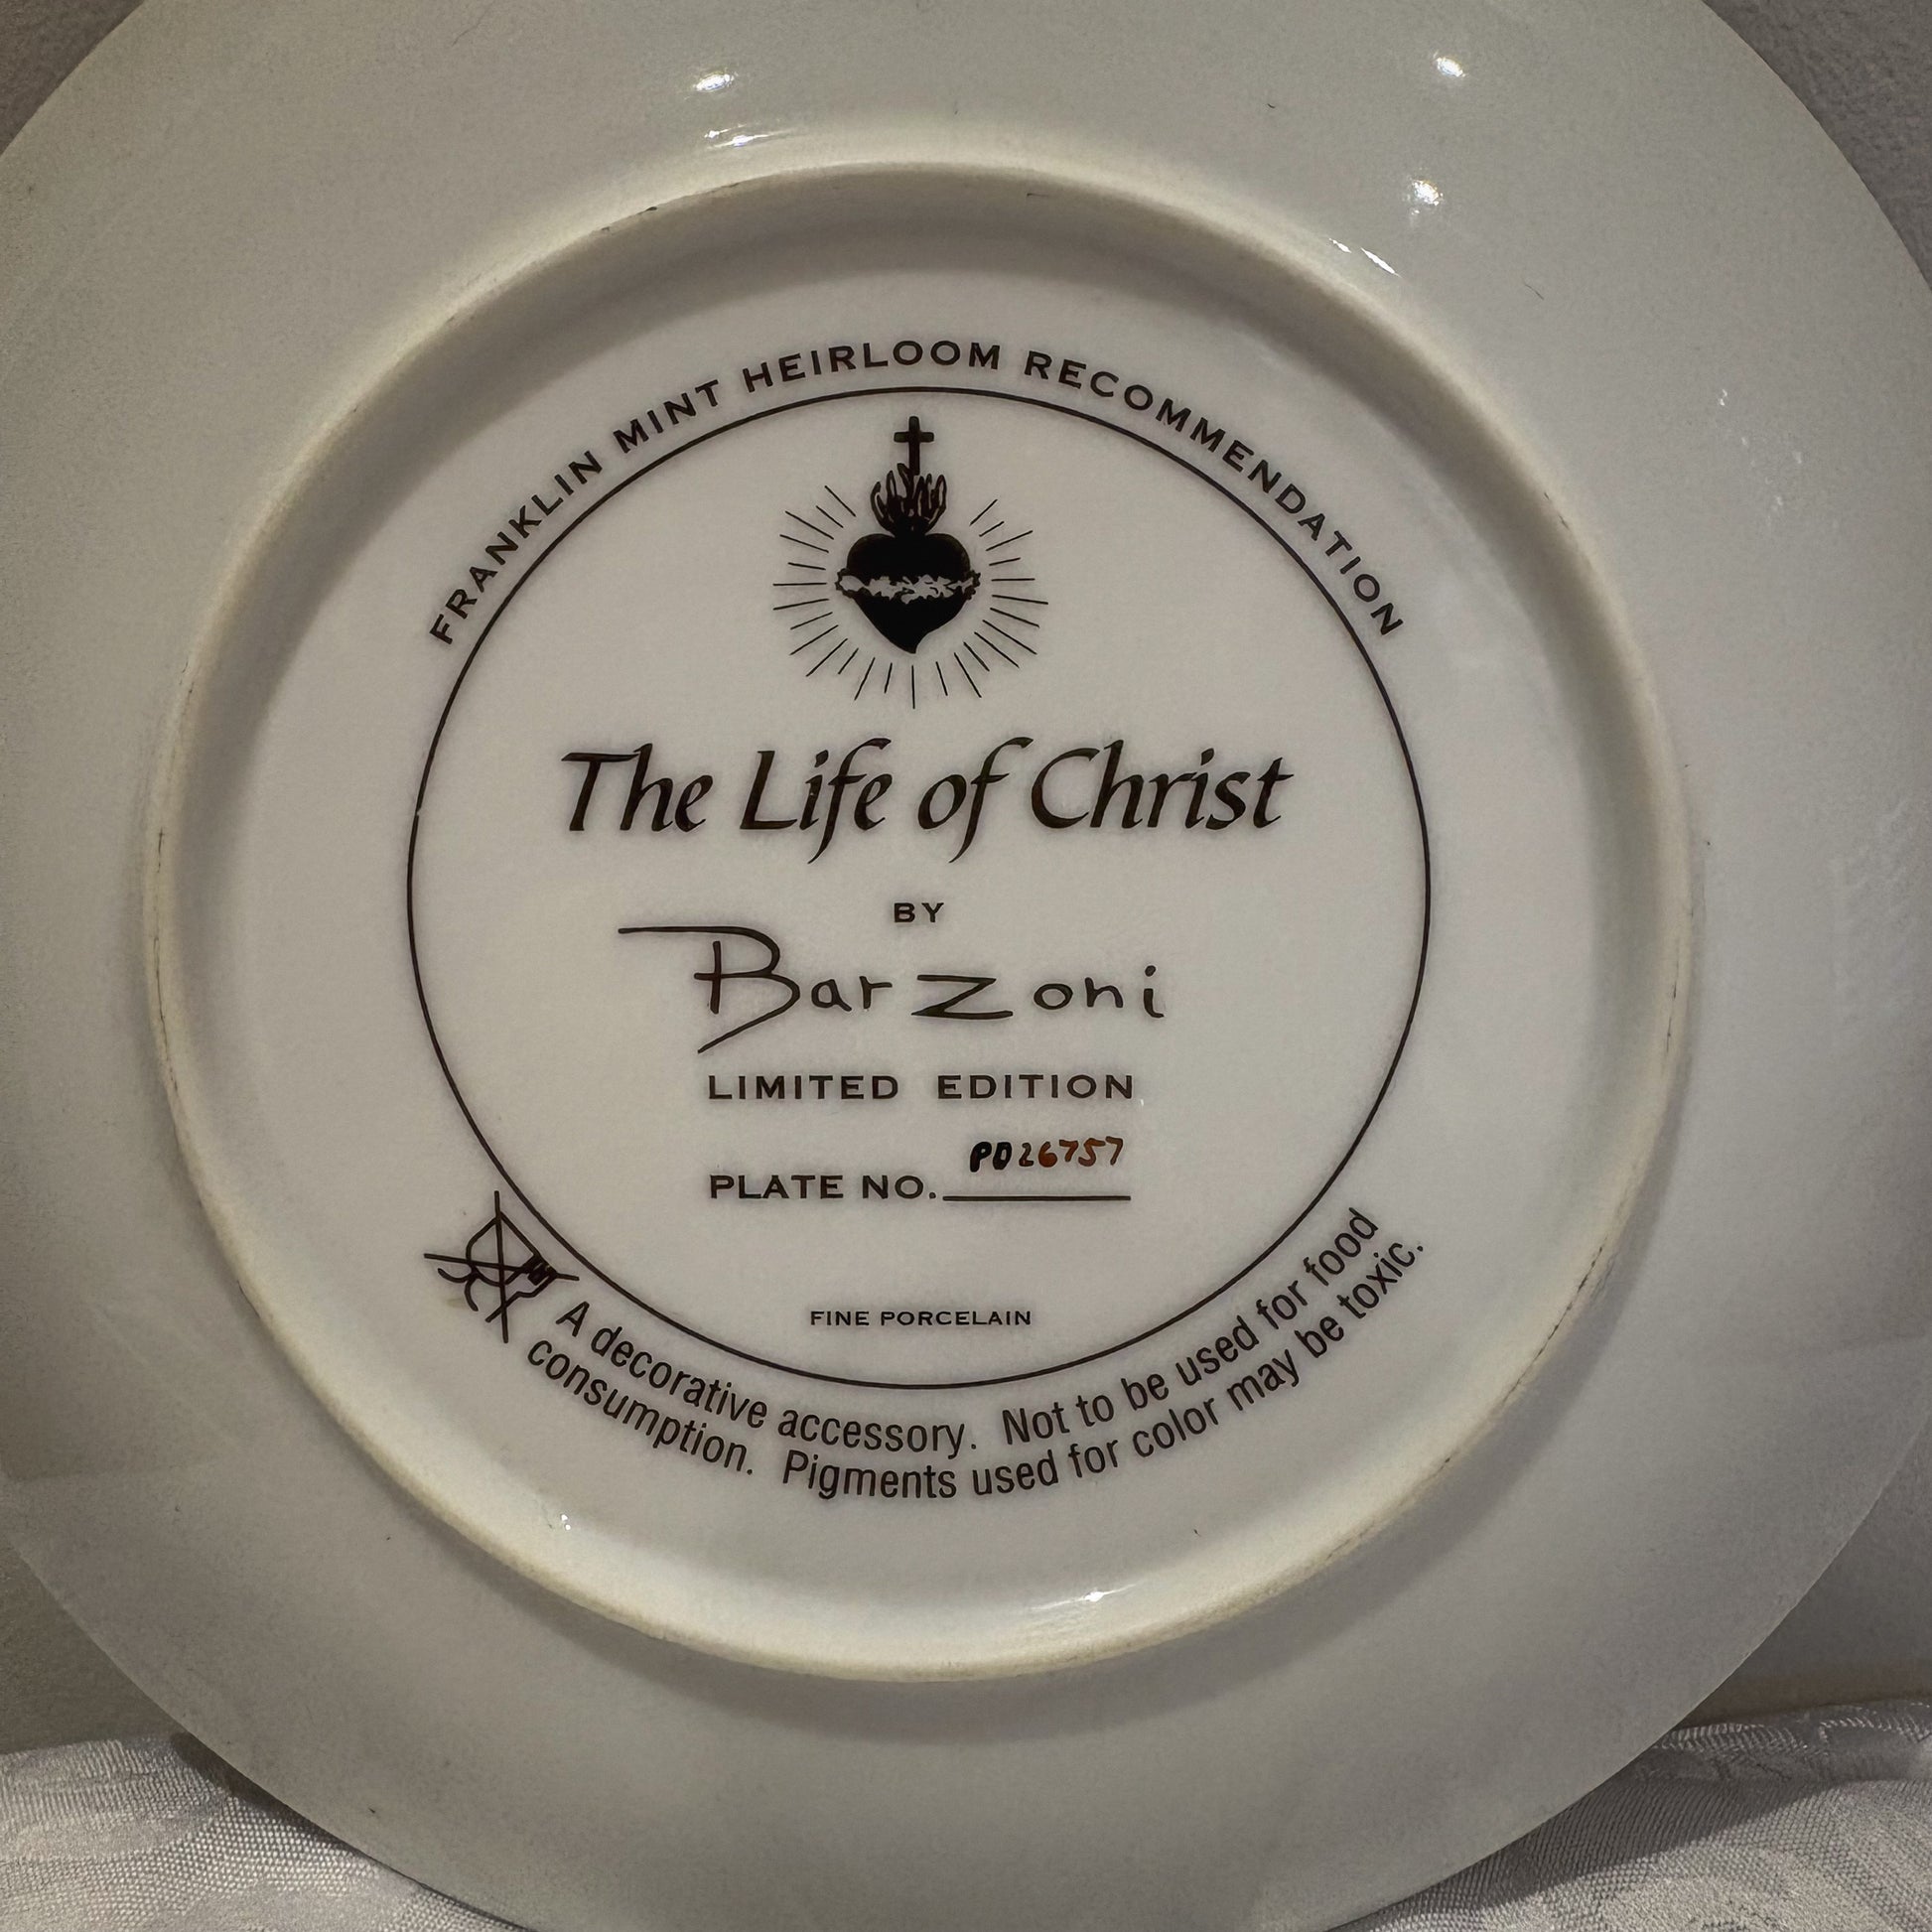 FRANKLIN MINT HEIRLOOM RECOMMENDATION
The Life of Christ
BY
Barzoni
LIMITED EDITION
PLATE NO. PD26757
FINE PORCELAIN
A decorative accessory. Not to be used for food
consumption. Pigments used for color may be toxic.